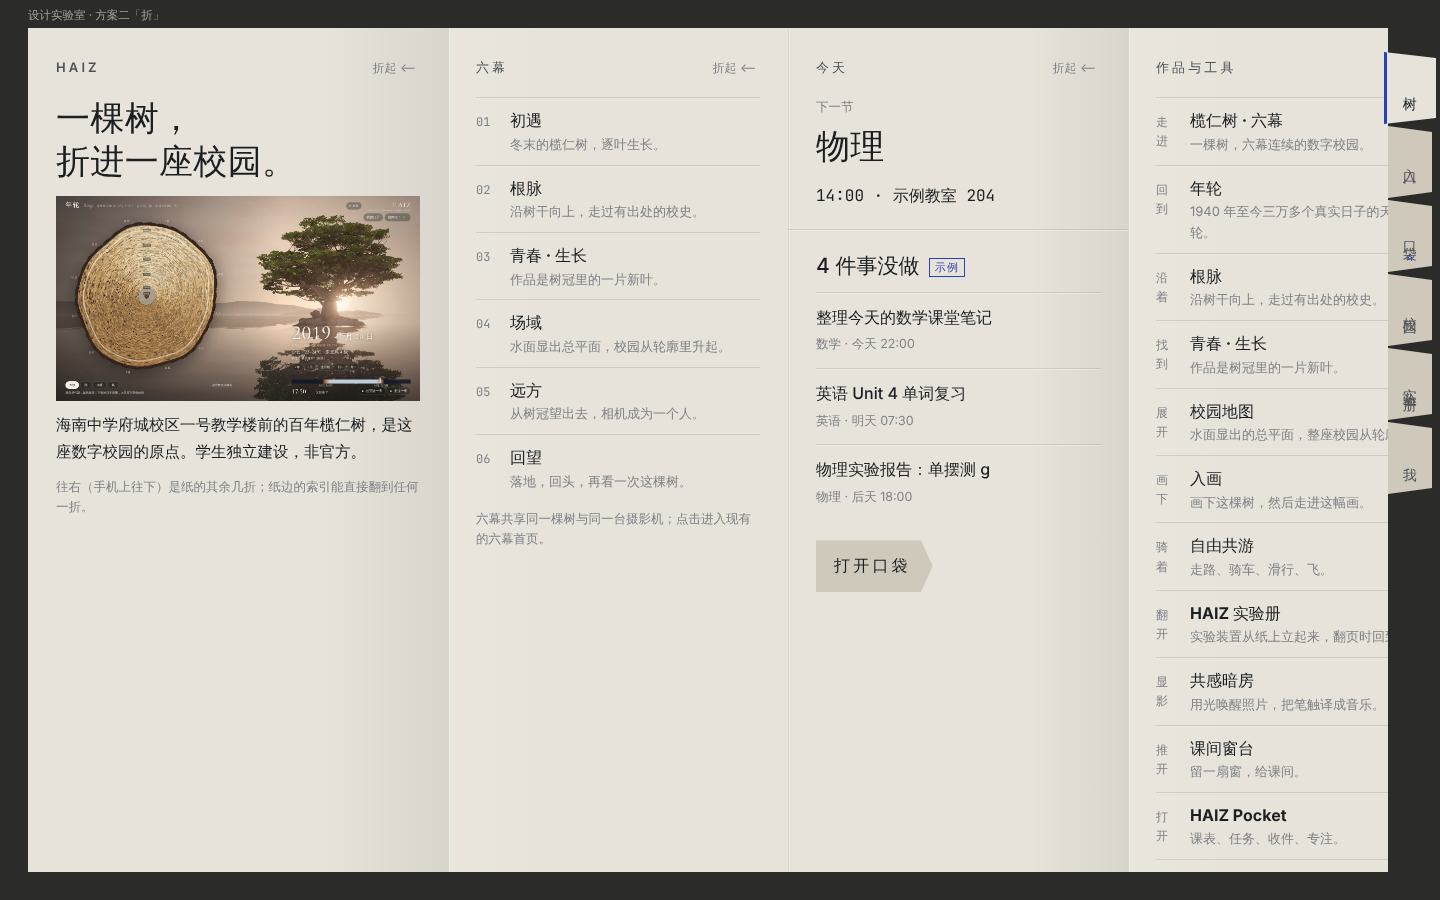 设计实验室 · 方案二「折」
HAIZ
折起 ←
一棵树，
折进一座校园。
年轮
HAIZ
2019
17:50
海南中学府城校区一号教学楼前的百年榄仁树，是这
座数字校园的原点。学生独立建设，非官方。
往右（手机上往下）是纸的其余几折；纸边的索引能直接翻到任何
一折。
六幕
折起 ←
01 初遇
冬末的榄仁树，逐叶生长。
02 根脉
沿树干向上，走过有出处的校史。
03 青春 · 生长
作品是树冠里的一片新叶。
04 场域
水面显出总平面，校园从轮廓里升起。
05 远方
从树冠望出去，相机成为一个人。
06 回望
落地，回头，再看一次这棵树。
六幕共享同一棵树与同一台摄影机；点击进入现有
的六幕首页。
今天
折起 ←
下一节
物理
14:00 · 示例教室 204
4 件事没做 示例
整理今天的数学课堂笔记
数学 · 今天 22:00
英语 Unit 4 单词复习
英语 · 明天 07:30
物理实验报告：单摆测 g
物理 · 后天 18:00
打开口袋
作品与工具
走进 榄仁树 · 六幕
一棵树，六幕连续的数字校园。
回到 年轮
1940 年至今三万多个真实日子的天
轮。
沿着 根脉
沿树干向上，走过有出处的校史。
找到 青春 · 生长
作品是树冠里的一片新叶。
展开 校园地图
水面显出的总平面，整座校园从轮
画下 入画
画下这棵树，然后走进这幅画。
骑着 自由共游
走路、骑车、滑行、飞。
翻开 HAIZ 实验册
实验装置从纸上立起来，翻页时回
显影 共感暗房
用光唤醒照片，把笔触译成音乐。
推开 课间窗台
留一扇窗，给课间。
打开 HAIZ Pocket
课表、任务、收件、专注。
树
入口
口袋
校园
实验册
我